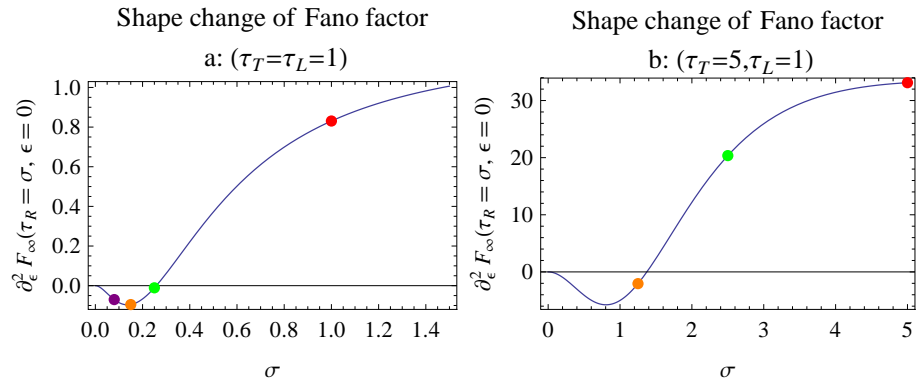 Shape change of Fano factor
a: (τ_T=τ_L=1)
∂_ϵ^2 F_∞(τ_R = σ, ϵ = 0)
1.0
0.8
0.6
0.4
0.2
0.0
0.0 0.2 0.4 0.6 0.8 1.0 1.2 1.4
σ
Shape change of Fano factor
b: (τ_T=5,τ_L=1)
∂_ϵ^2 F_∞(τ_R = σ, ϵ = 0)
30
20
10
0
0 1 2 3 4 5
σ